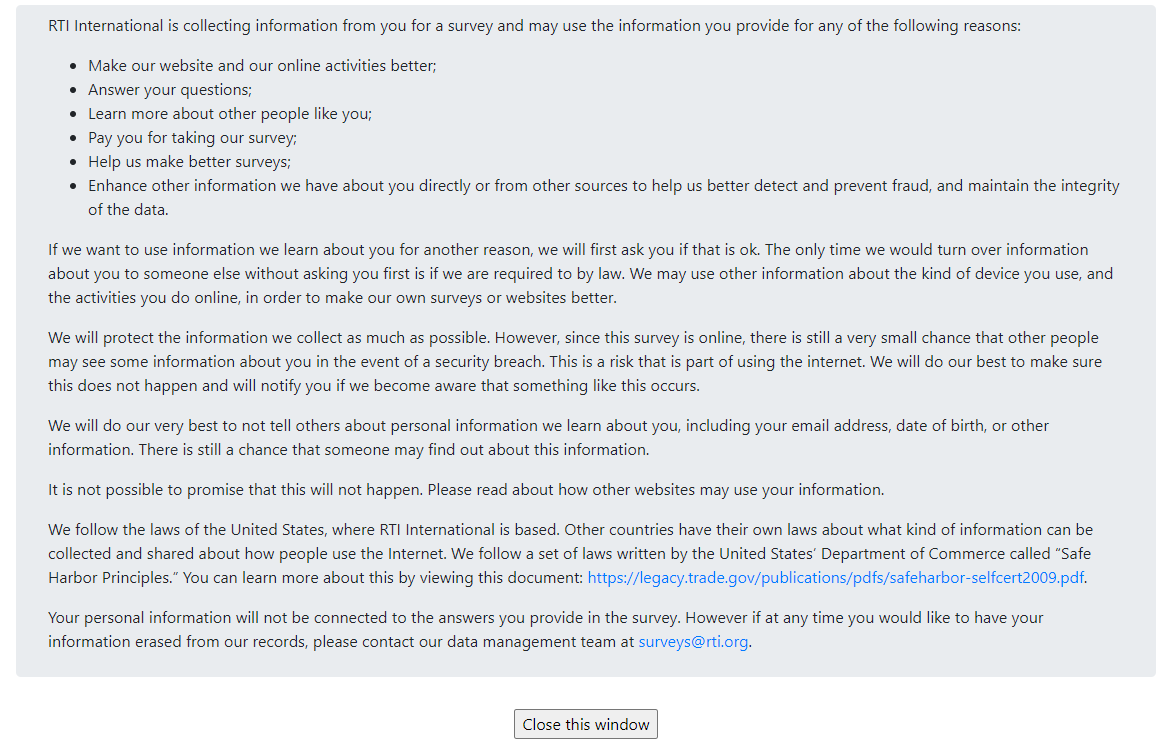 RTI International is collecting information from you for a survey and may use the information you provide for any of the following reasons:
• Make our website and our online activities better;
• Answer your questions;
• Learn more about other people like you;
• Pay you for taking our survey;
• Help us make better surveys;
• Enhance other information we have about you directly or from other sources to help us better detect and prevent fraud, and maintain the integrity
of the data.
If we want to use information we learn about you for another reason, we will first ask you if that is ok. The only time we would turn over information
about you to someone else without asking you first is if we are required to by law. We may use other information about the kind of device you use, and
the activities you do online, in order to make our own surveys or websites better.
We will protect the information we collect as much as possible. However, since this survey is online, there is still a very small chance that other people
may see some information about you in the event of a security breach. This is a risk that is part of using the internet. We will do our best to make sure
this does not happen and will notify you if we become aware that something like this occurs.
We will do our very best to not tell others about personal information we learn about you, including your email address, date of birth, or other
information. There is still a chance that someone may find out about this information.
It is not possible to promise that this will not happen. Please read about how other websites may use your information.
We follow the laws of the United States, where RTI International is based. Other countries have their own laws about what kind of information can be
collected and shared about how people use the Internet. We follow a set of laws written by the United States’ Department of Commerce called “Safe
Harbor Principles.” You can learn more about this by viewing this document: https://legacy.trade.gov/publications/pdfs/safeharbor-selfcert2009.pdf.
Your personal information will not be connected to the answers you provide in the survey. However if at any time you would like to have your
information erased from our records, please contact our data management team at surveys@rti.org.
Close this window